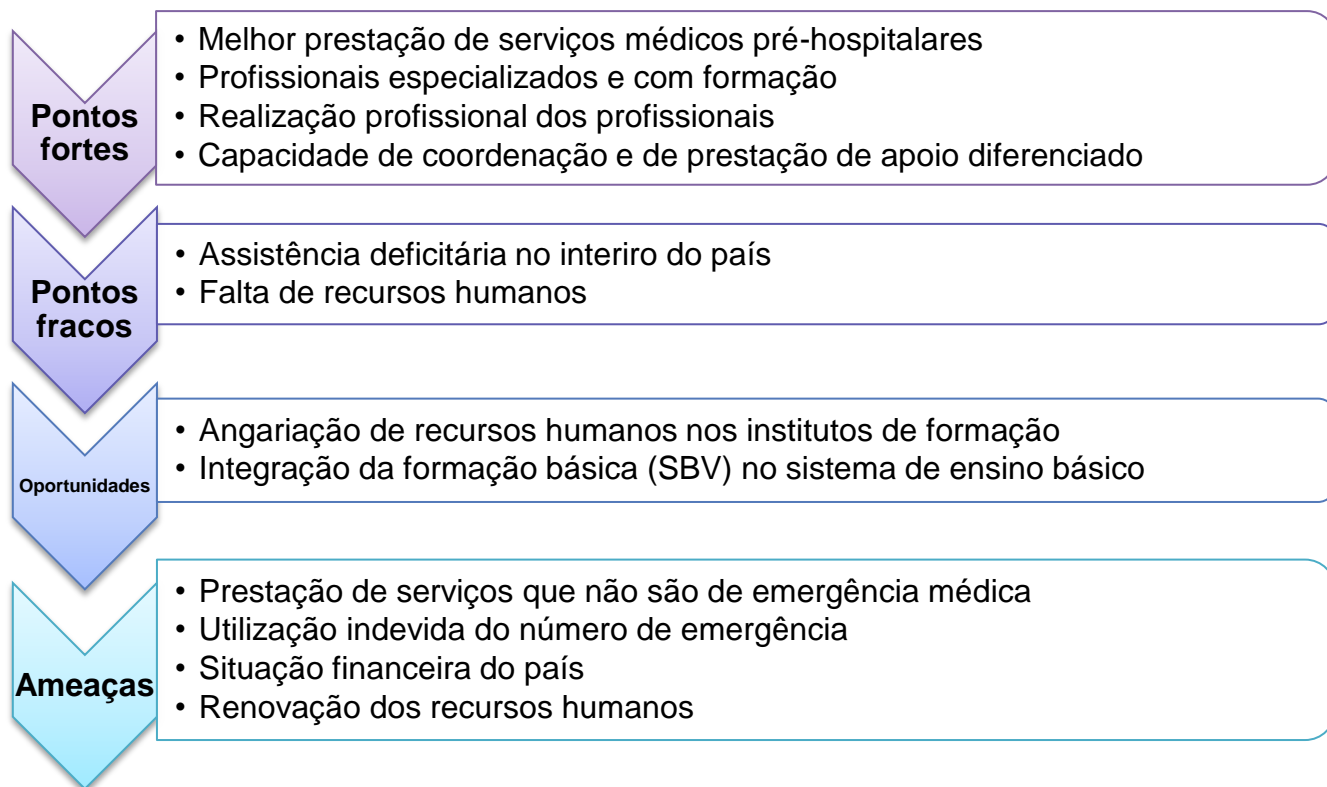 Pontos
fortes
• Melhor prestação de serviços médicos pré-hospitalares
• Profissionais especializados e com formação
• Realização profissional dos profissionais
• Capacidade de coordenação e de prestação de apoio diferenciado
Pontos
fracos
• Assistência deficitária no interiro do país
• Falta de recursos humanos
Oportunidades
• Angariação de recursos humanos nos institutos de formação
• Integração da formação básica (SBV) no sistema de ensino básico
Ameaças
• Prestação de serviços que não são de emergência médica
• Utilização indevida do número de emergência
• Situação financeira do país
• Renovação dos recursos humanos